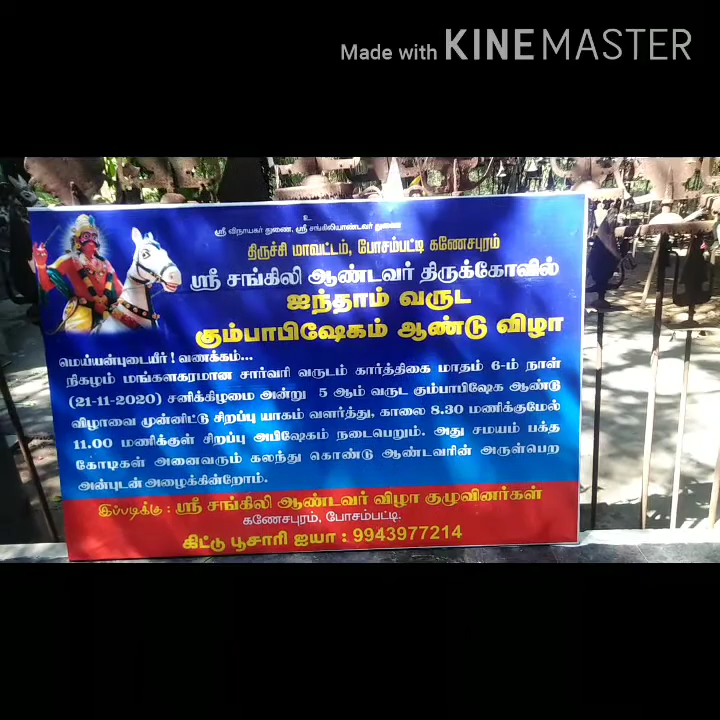 Made with KINEMASTER
உ
ஸ்ரீ விநாயகர் துணை, ஸ்ரீ சங்கிலியாண்டவர் துணை
திருச்சி மாவட்டம், போசம்பட்டி கணேசபுரம்
ஸ்ரீ சங்கிலி ஆண்டவர் திருக்கோவில்
ஐந்தாம் வருட
கும்பாபிஷேகம் ஆண்டு விழா
மெய்யன்புடையீர் ! வணக்கம்...
நிகழும் மங்களகரமான சார்வரி வருடம் கார்த்திகை மாதம் 6-ம் நாள்
(21-11-2020) சனிக்கிழமை அன்று 5 ஆம் வருட கும்பாபிஷேக ஆண்டு
விழாவை முன்னிட்டு சிறப்பு யாகம் வளர்த்து, காலை 8.30 மணிக்குமேல்
11.00 மணிக்குள் சிறப்பு அபிஷேகம் நடைபெறும். அது சமயம் பக்த
கோடிகள் அனைவரும் கலந்து கொண்டு ஆண்டவரின் அருள்பெற
அன்புடன் அழைக்கின்றோம்.
இப்படிக்கு : ஸ்ரீ சங்கிலி ஆண்டவர் விழா குழுவினர்கள்
கணேசபுரம், போசம்பட்டி.
கிட்டு பூசாரி ஐயா : 9943977214